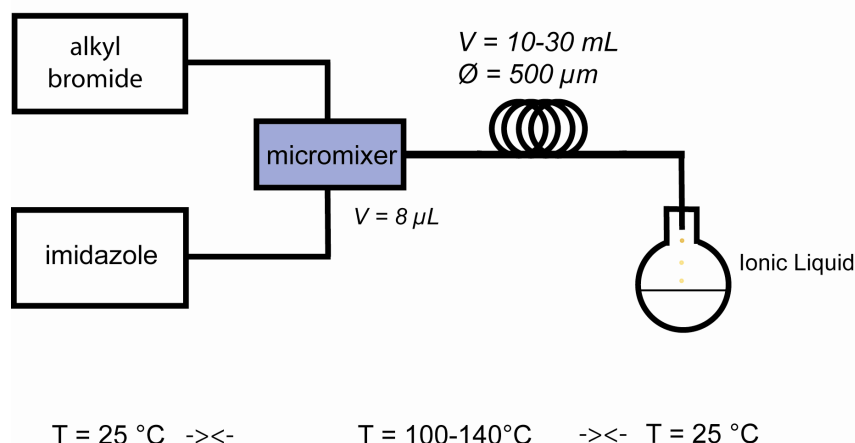 alkyl
bromide
V = 10-30 mL
Ø = 500 µm
micromixer
V = 8 µL
imidazole
Ionic Liquid
T = 25 °C -><- T = 100-140°C -><- T = 25 °C